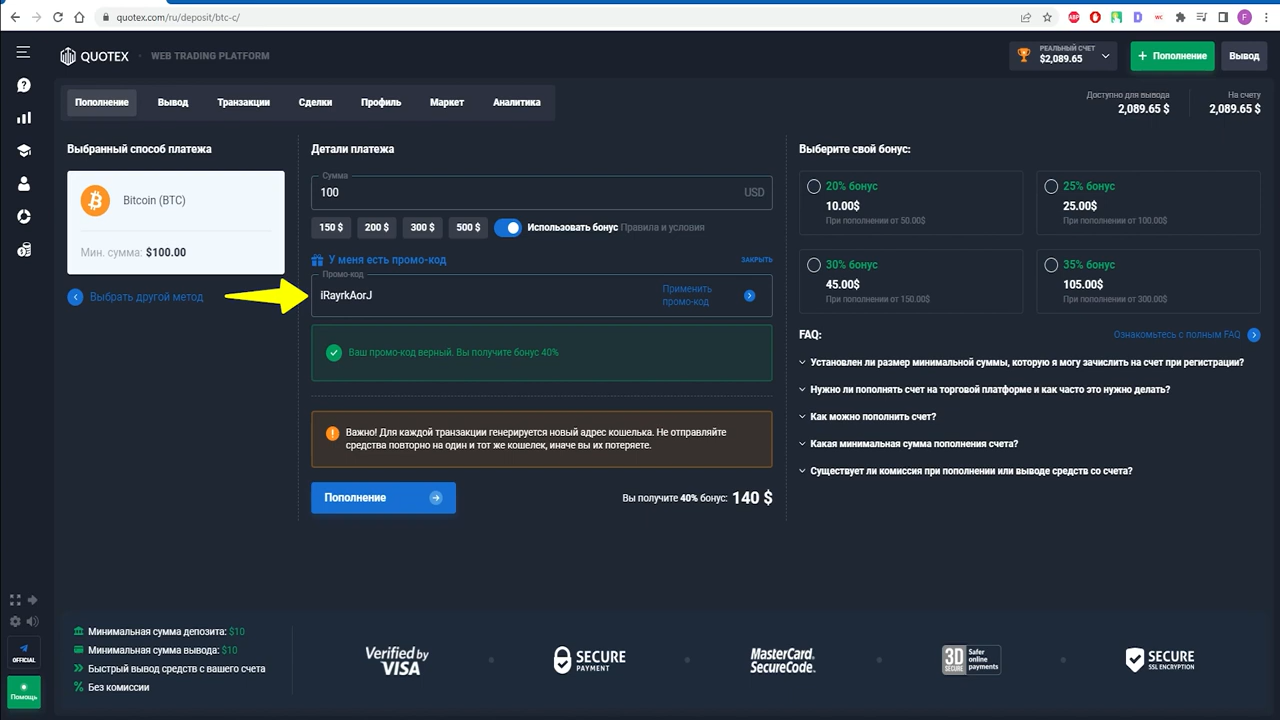 quotex.com/ru/deposit/btc-c/
QUOTEX
WEB TRADING PLATFORM
РЕАЛЬНЫЙ СЧЕТ
$2,089.65
Пополнение
Вывод
Пополнение
Вывод
Транзакции
Сделки
Профиль
Маркет
Аналитика
Доступно для вывода
2,089.65 $
На счету
2,089.65 $
Выбранный способ платежа
Bitcoin (BTC)
Мин. сумма: $100.00
Выбрать другой метод
Детали платежа
Сумма
100 USD
150 $ 200 $ 300 $ 500 $ Использовать бонус Правила и условия
У меня есть промо-код ЗАКРЫТЬ
Промо-код
iRayrkAorJ
Применить
промо-код
Ваш промо-код верный. Вы получите бонус 40%
Важно! Для каждой транзакции генерируется новый адрес кошелька. Не отправляйте
средства повторно на один и тот же кошелек, иначе вы их потеряете.
Пополнение
Вы получите 40% бонус: 140 $
Выберите свой бонус:
20% бонус
10.00$
При пополнении от 50.00$
25% бонус
25.00$
При пополнении от 100.00$
30% бонус
45.00$
При пополнении от 150.00$
35% бонус
105.00$
При пополнении от 300.00$
FAQ:
Ознакомьтесь с полным FAQ
Установлен ли размер минимальной суммы, которую я могу зачислить на счет при регистрации?
Нужно ли пополнять счет на торговой платформе и как часто это нужно делать?
Как можно пополнить счет?
Какая минимальная сумма пополнения счета?
Существует ли комиссия при пополнении или выводе средств со счета?
OFFICIAL
Помощь
Минимальная сумма депозита: $10
Минимальная сумма вывода: $10
Быстрый вывод средств с вашего счета
Без комиссии
Verified by
VISA
SECURE
PAYMENT
MasterCard.
SecureCode.
3D
SECURE
Safer
online
payments
SECURE
SSL ENCRYPTION
ABP
WC
D
F